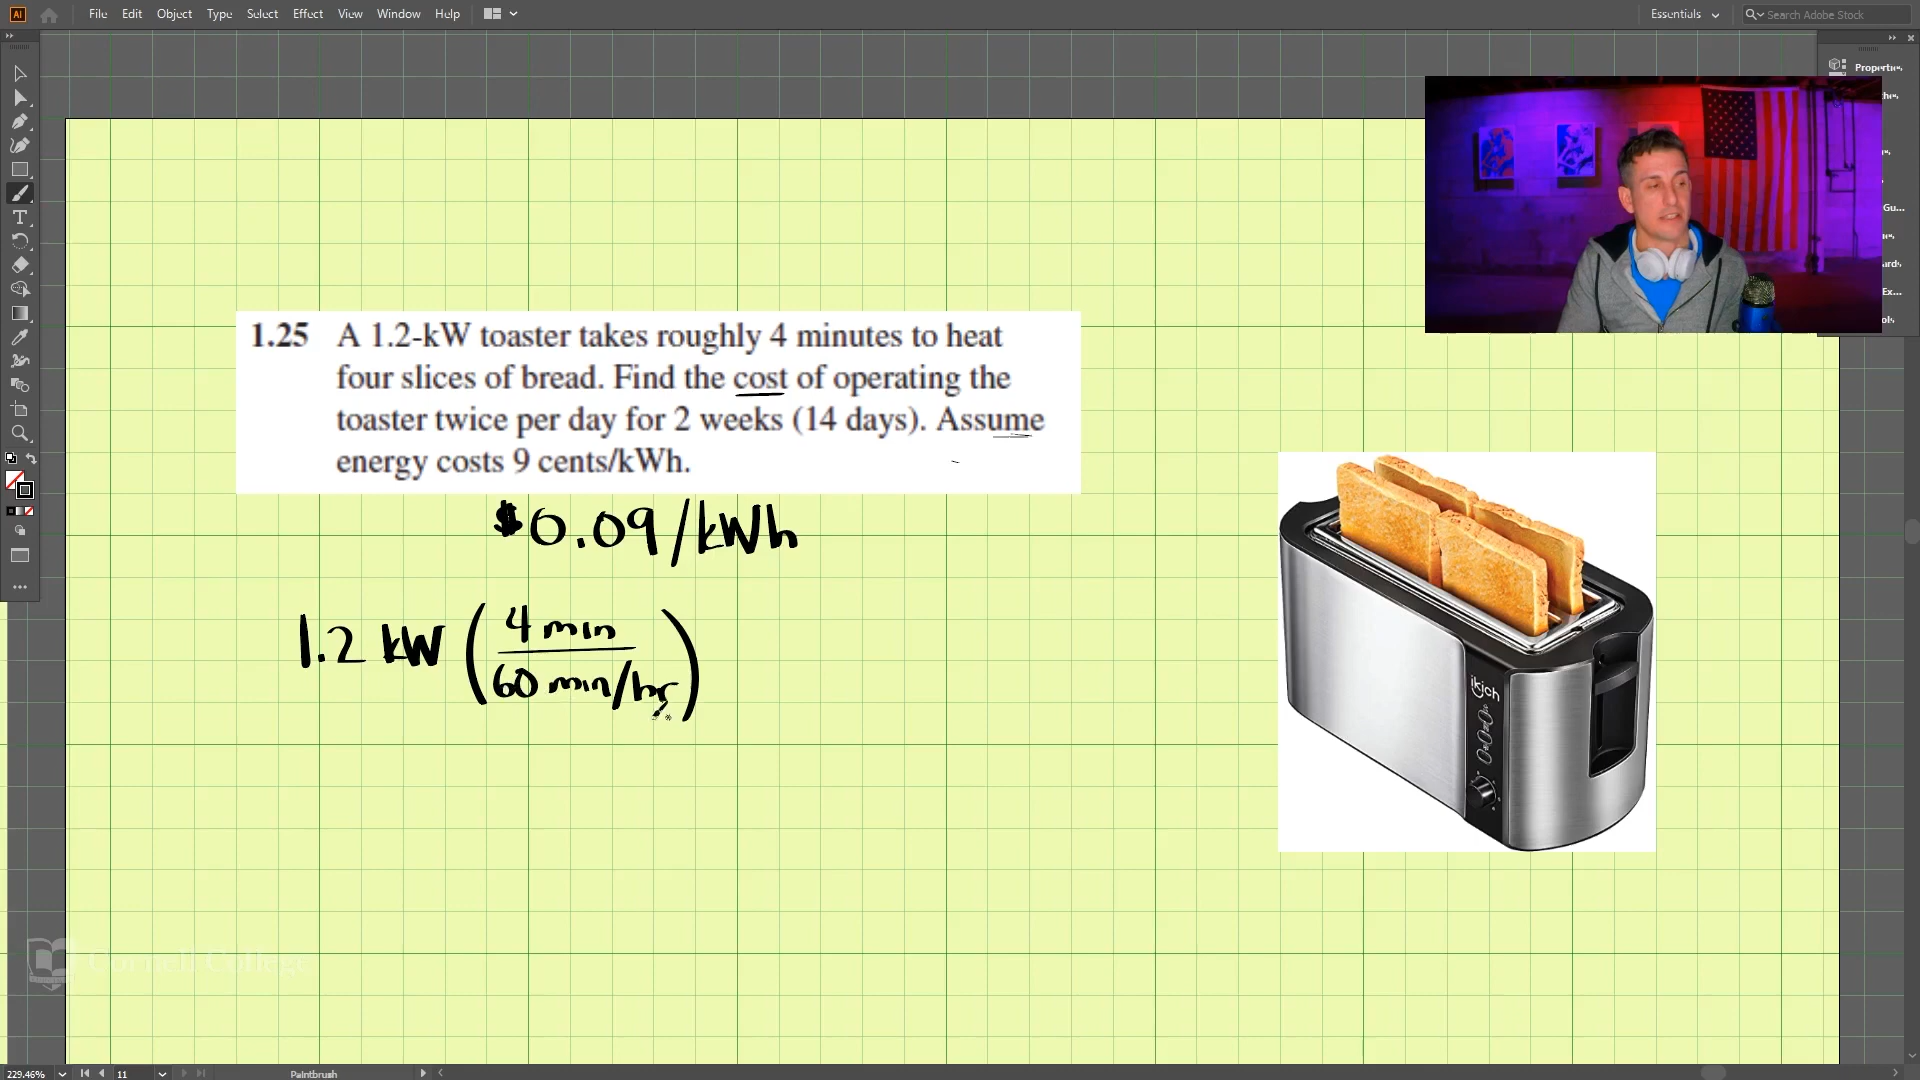 File Edit Object Type Select Effect View Window Help
Essentials
Search Adobe Stock
Properties
1.25 A 1.2-kW toaster takes roughly 4 minutes to heat
four slices of bread. Find the cost of operating the
toaster twice per day for 2 weeks (14 days). Assume
energy costs 9 cents/kWh.
$0.09/kWh
1.2 kW (4 min
60 min/hr)
ikich
Cornell College
229.46% 11 Paintbrush